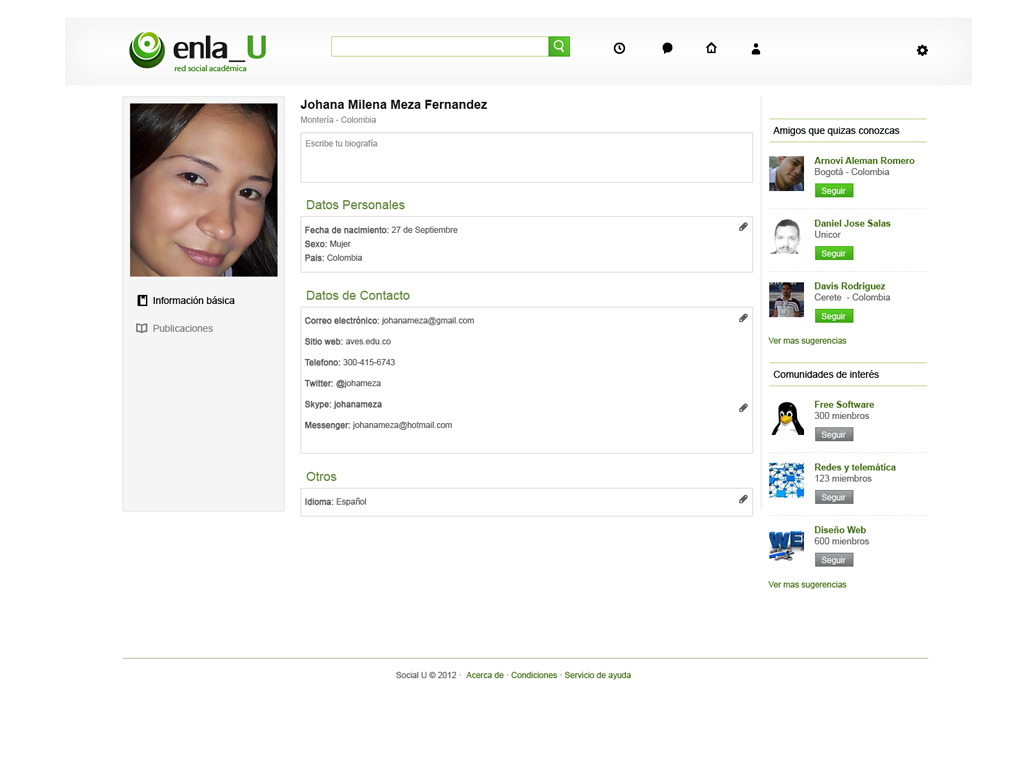 enla_U
red social académica
Johana Milena Meza Fernandez
Montería - Colombia
Escribe tu biografía
Datos Personales
Fecha de nacimiento: 27 de Septiembre
Sexo: Mujer
Pais: Colombia
Datos de Contacto
Correo electrónico: johanameza@gmail.com
Sitio web: aves.edu.co
Telefono: 300-415-6743
Twitter: @johameza
Skype: johanameza
Messenger: johanameza@hotmail.com
Otros
Idioma: Español
Información básica
Publicaciones
Amigos que quizas conozcas
Arnovi Aleman Romero
Bogotá - Colombia
Seguir
Daniel Jose Salas
Unicor
Seguir
Davis Rodriguez
Cerete - Colombia
Seguir
Ver mas sugerencias
Comunidades de interés
Free Software
300 mienbros
Seguir
Redes y telemática
123 miembros
Seguir
WE
Diseño Web
600 mienbros
Seguir
Ver mas sugerencias
Social U © 2012 · Acerca de · Condiciones · Servicio de ayuda